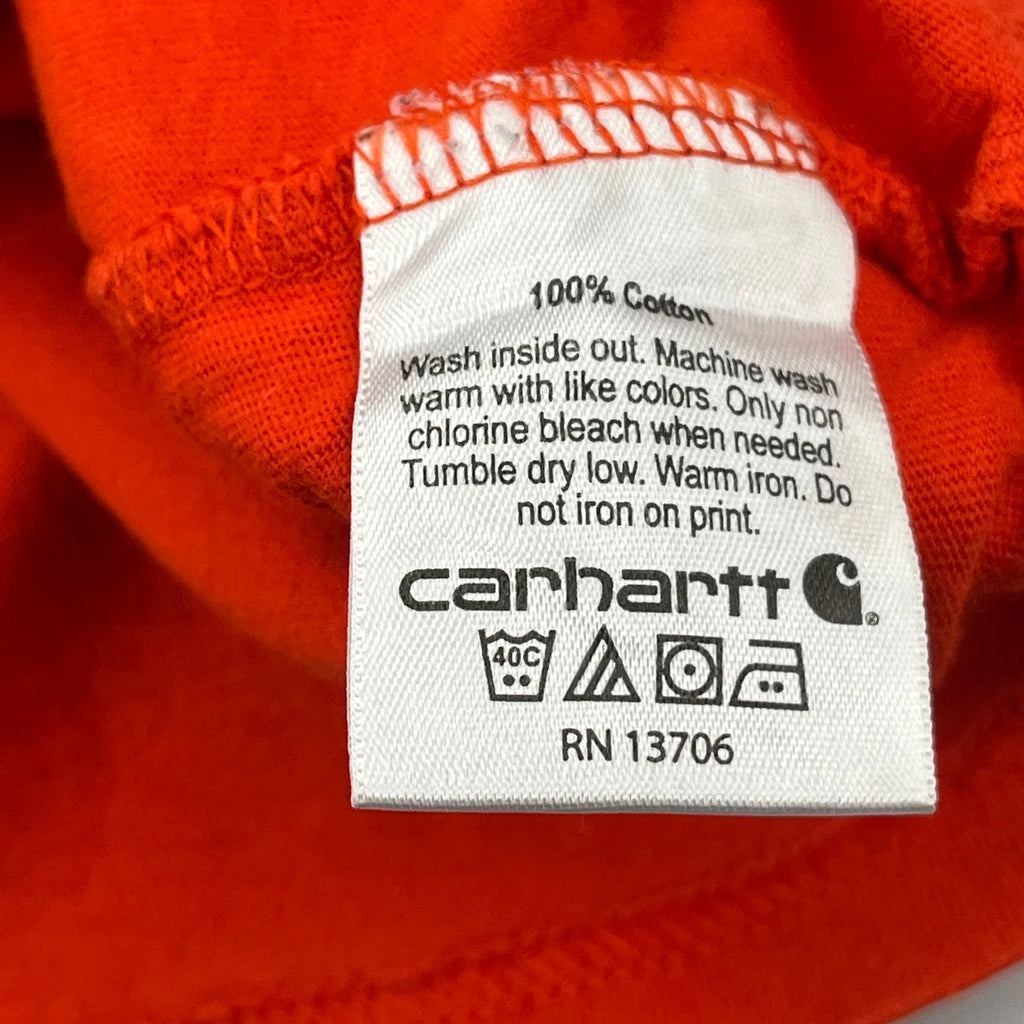 100% Cotton
Wash inside out. Machine wash
warm with like colors. Only non
chlorine bleach when needed.
Tumble dry low. Warm iron. Do
not iron on print.
carhartt
®
40C
RN 13706